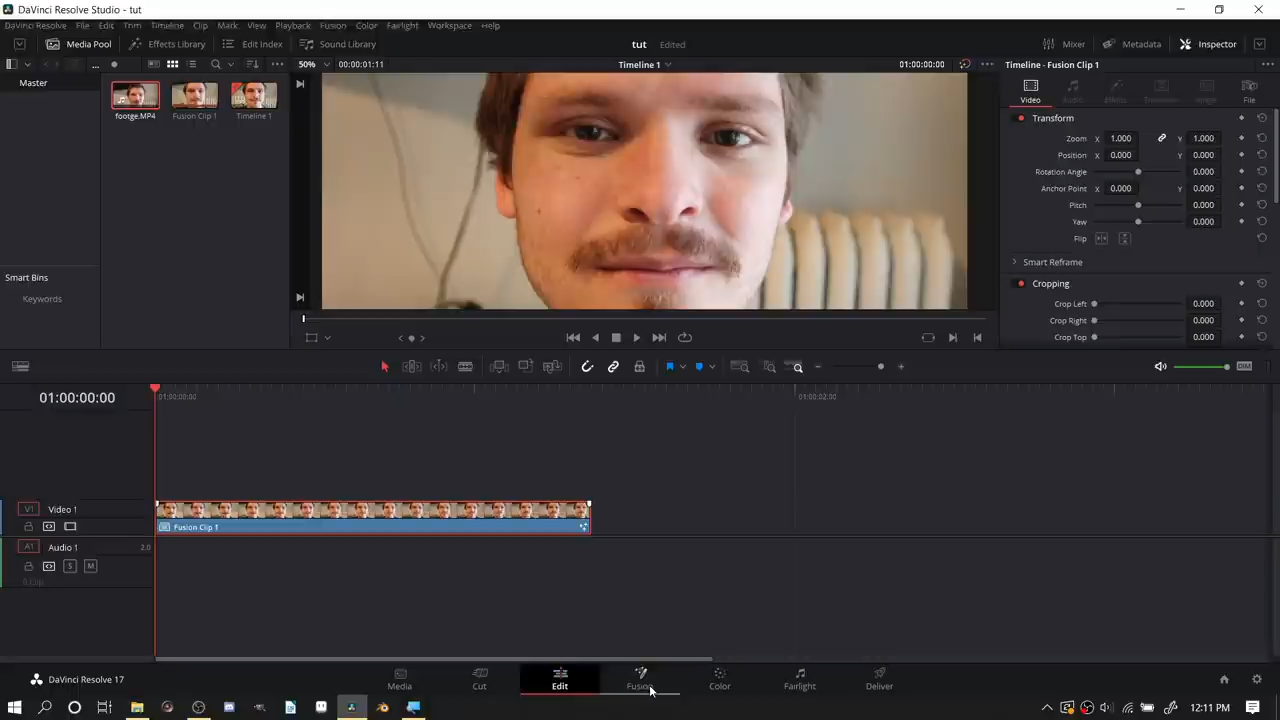 DaVinci Resolve Studio - tut
DaVinci Resolve File Edit Trim Timeline Clip Mark View Playback Fusion Color Fairlight Workspace Help
Media Pool Effects Library Edit Index Sound Library tut Edited Mixer Metadata Inspector
50% 00:00:01:11 Timeline 1 01:00:00:00 Timeline - Fusion Clip 1
Master
footge.MP4 Fusion Clip 1 Timeline 1
Video Audio Effects Transition Image File
Transform
Zoom X 1.000 Y 1.000
Position X 0.000 Y 0.000
Rotation Angle 0.000
Anchor Point X 0.000 Y 0.000
Pitch 0.000
Yaw 0.000
Flip
Smart Reframe
Cropping
Crop Left 0.000
Crop Right 0.000
Crop Top 0.000
Smart Bins
Keywords
DIM
01:00:00:00
01:00:00:00 01:00:02:00
V1 Video 1
Fusion Clip 1
A1 Audio 1 2.0
S M
0 Clip
DaVinci Resolve 17
Media Cut Edit Fusion Color Fairlight Deliver
12:11 PM